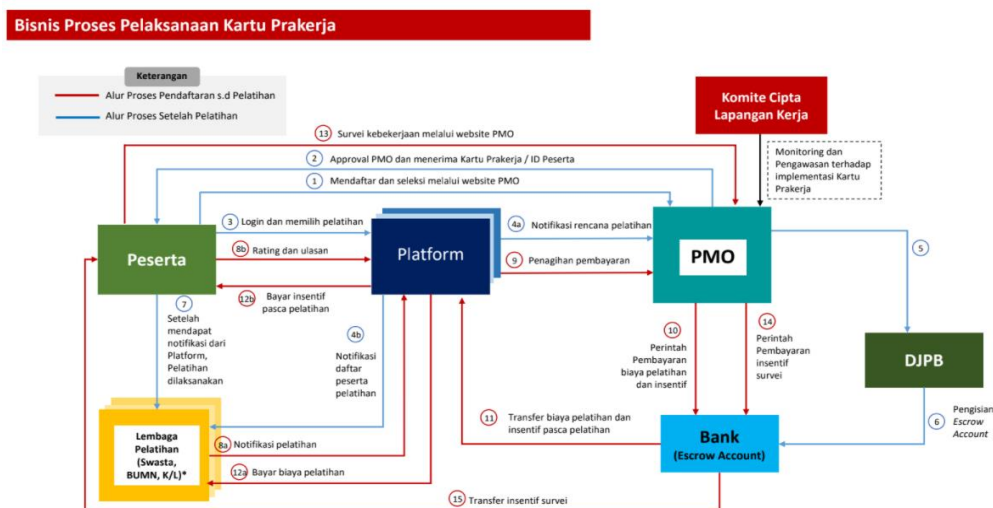 Bisnis Proses Pelaksanaan Kartu Prakerja
Keterangan
Alur Proses Pendaftaran s.d Pelatihan
Alur Proses Setelah Pelatihan
Komite Cipta
Lapangan Kerja
13 Survei kebekerjaan melalui website PMO
Monitoring dan
Pengawasan terhadap
implementasi Kartu
Prakerja
2 Approval PMO dan menerima Kartu Prakerja / ID Peserta
1 Mendaftar dan seleksi melalui website PMO
3 Login dan memilih pelatihan
4a Notifikasi rencana pelatihan
Peserta
8b Rating dan ulasan
Platform
9 Penagihan pembayaran
PMO
5
12b Bayar insentif
pasca pelatihan
7
Setelah
mendapat
notifikasi dari
Platform,
Pelatihan
dilaksanakan
4b
Notifikasi
daftar
peserta
pelatihan
10
Perintah
Pembayaran
biaya pelatihan
dan insentif
14
Perintah
Pembayaran
insentif
survei
DJPB
6 Pengisian
Escrow
Account
11 Transfer biaya pelatihan dan
insentif pasca pelatihan
Bank
(Escrow Account)
Lembaga
Pelatihan
(Swasta,
BUMN, K/L)*
8a Notifikasi pelatihan
12a Bayar biaya pelatihan
15 Transfer insentif survei